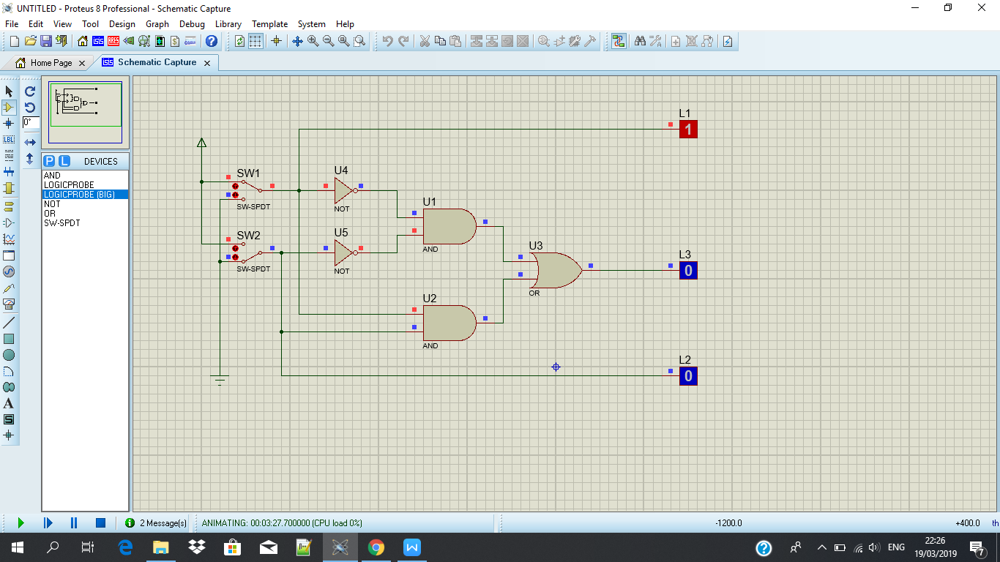 UNTITLED - Proteus 8 Professional - Schematic Capture
File Edit View Tool Design Graph Debug Library Template System Help
Home Page Schematic Capture
0°
LBL
P L DEVICES
AND
LOGICPROBE
LOGICPROBE (BIG)
NOT
OR
SW-SPDT
A
S
L1
1
SW1
SW-SPDT
U4
NOT
U1
AND
SW2
SW-SPDT
U5
NOT
U3
OR
L3
0
U2
AND
L2
0
2 Message(s) ANIMATING: 00:03:27.700000 (CPU load 0%) -1200.0 +400.0 th
ENG 22:26
19/03/2019
7